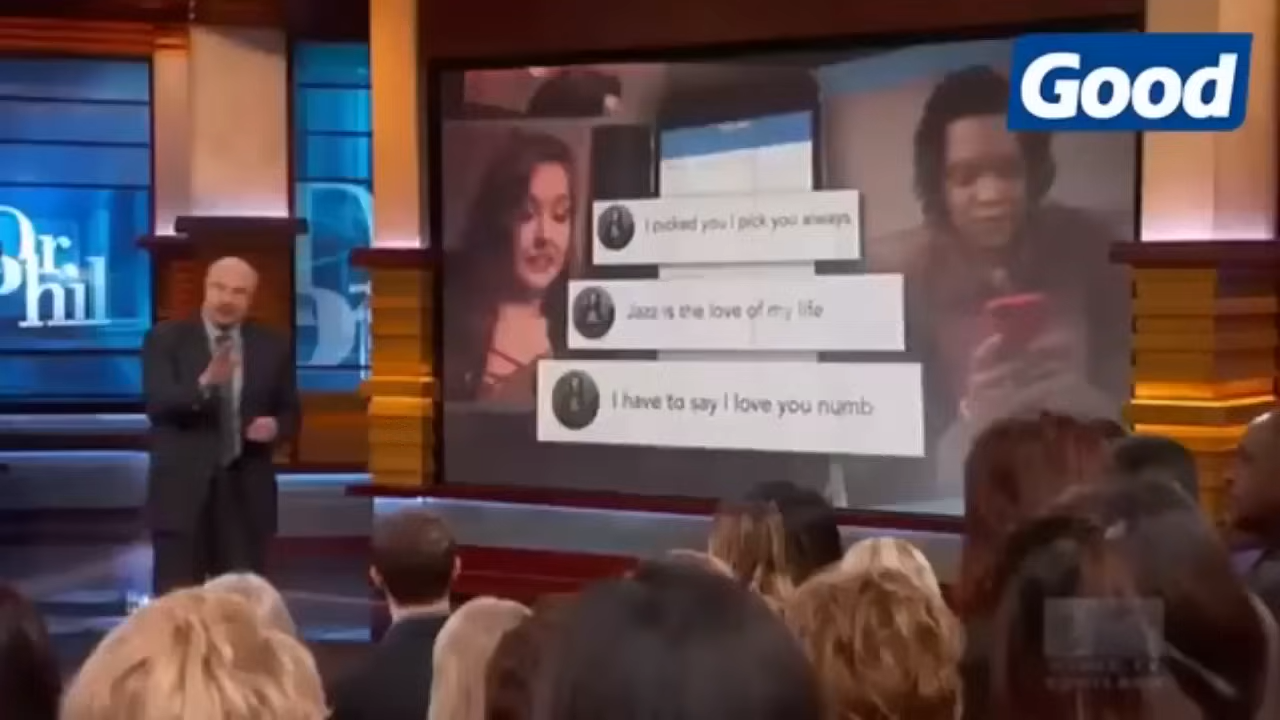 Good
Dr.
Phil
I picked you I pick you always
Jazz is the love of my life
I have to say I love you numb